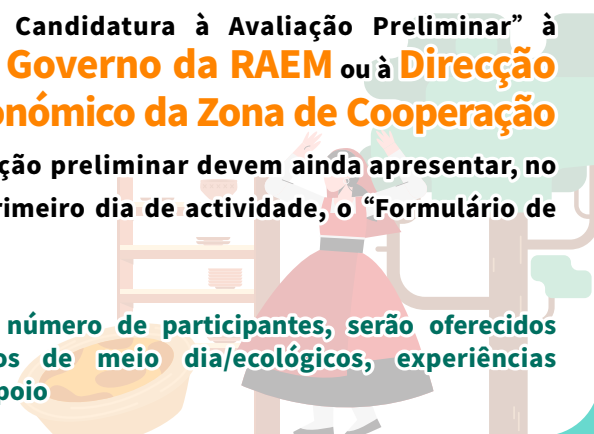 Candidatura à Avaliação Preliminar” à
Governo da RAEM ou à Direcção
nómico da Zona de Cooperação
ção preliminar devem ainda apresentar, no
rimeiro dia de actividade, o “Formulário de
número de participantes, serão oferecidos
os de meio dia/ecológicos, experiências
poio